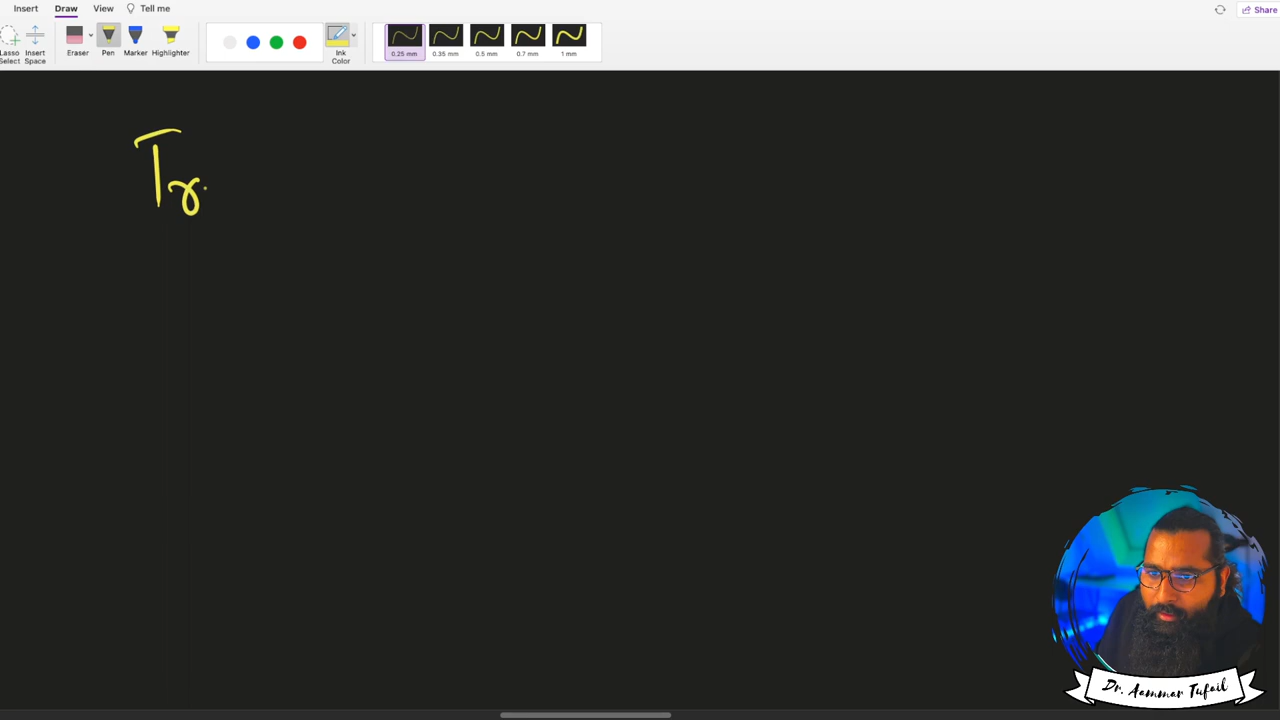 Insert Draw View Tell me Share
Lasso Select Insert Space Eraser Pen Marker Highlighter Ink Color 0.25 mm 0.35 mm 0.5 mm 0.7 mm 1 mm
Tr
Dr. Aammar Tufail